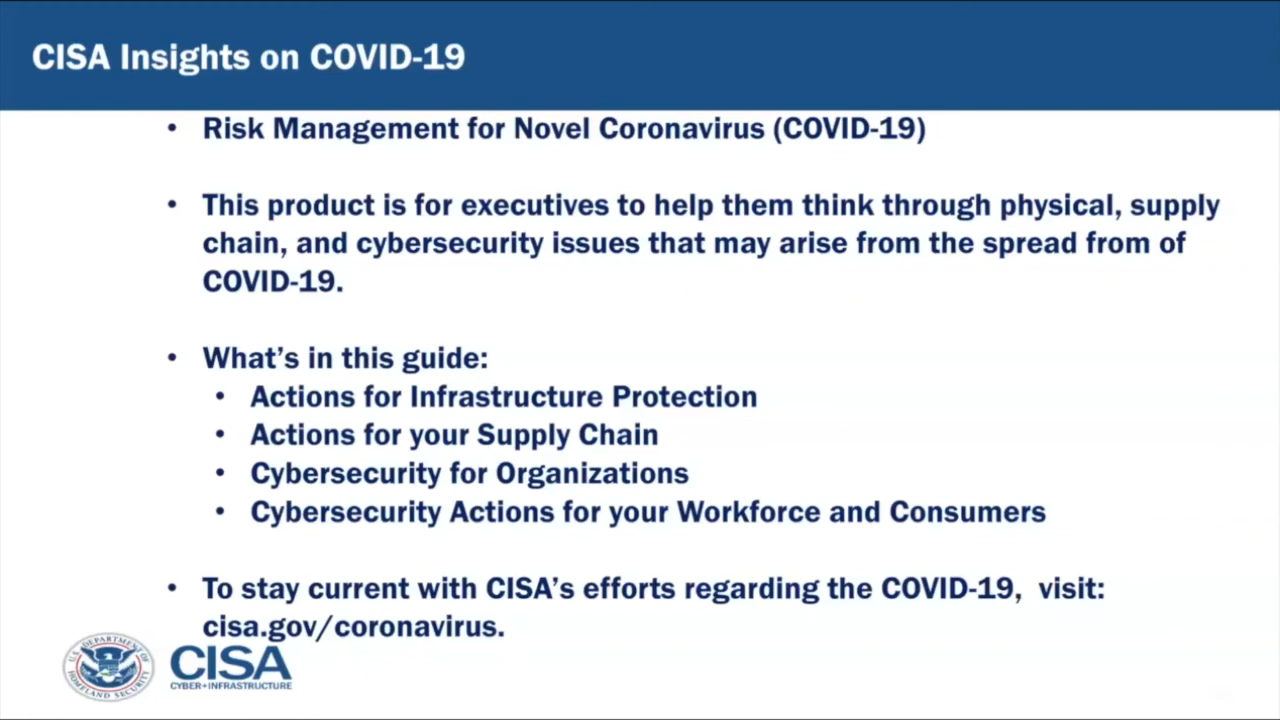 CISA Insights on COVID-19
• Risk Management for Novel Coronavirus (COVID-19)
• This product is for executives to help them think through physical, supply
chain, and cybersecurity issues that may arise from the spread from of
COVID-19.
• What's in this guide:
• Actions for Infrastructure Protection
• Actions for your Supply Chain
• Cybersecurity for Organizations
• Cybersecurity Actions for your Workforce and Consumers
• To stay current with CISA's efforts regarding the COVID-19,  visit:
cisa.gov/coronavirus.
U.S. DEPARTMENT OF
HOMELAND SECURITY
CISA
CYBER+INFRASTRUCTURE